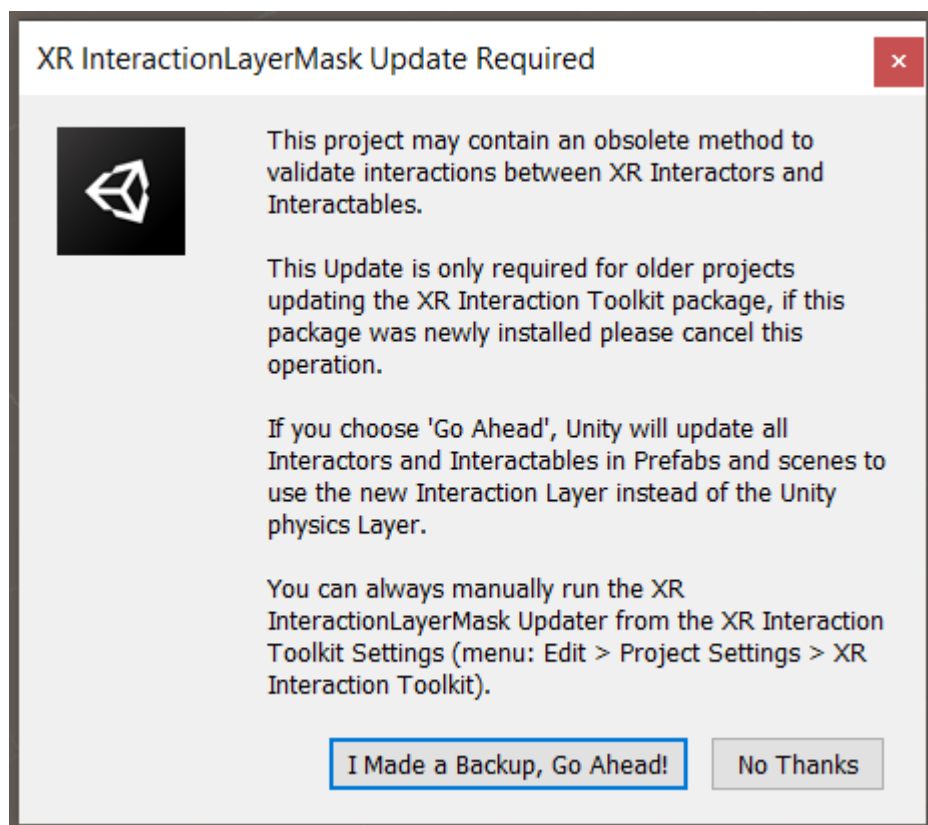 XR InteractionLayerMask Update Required
This project may contain an obsolete method to
validate interactions between XR Interactors and
Interactables.
This Update is only required for older projects
updating the XR Interaction Toolkit package, if this
package was newly installed please cancel this
operation.
If you choose 'Go Ahead', Unity will update all
Interactors and Interactables in Prefabs and scenes to
use the new Interaction Layer instead of the Unity
physics Layer.
You can always manually run the XR
InteractionLayerMask Updater from the XR Interaction
Toolkit Settings (menu: Edit > Project Settings > XR
Interaction Toolkit).
I Made a Backup, Go Ahead!
No Thanks